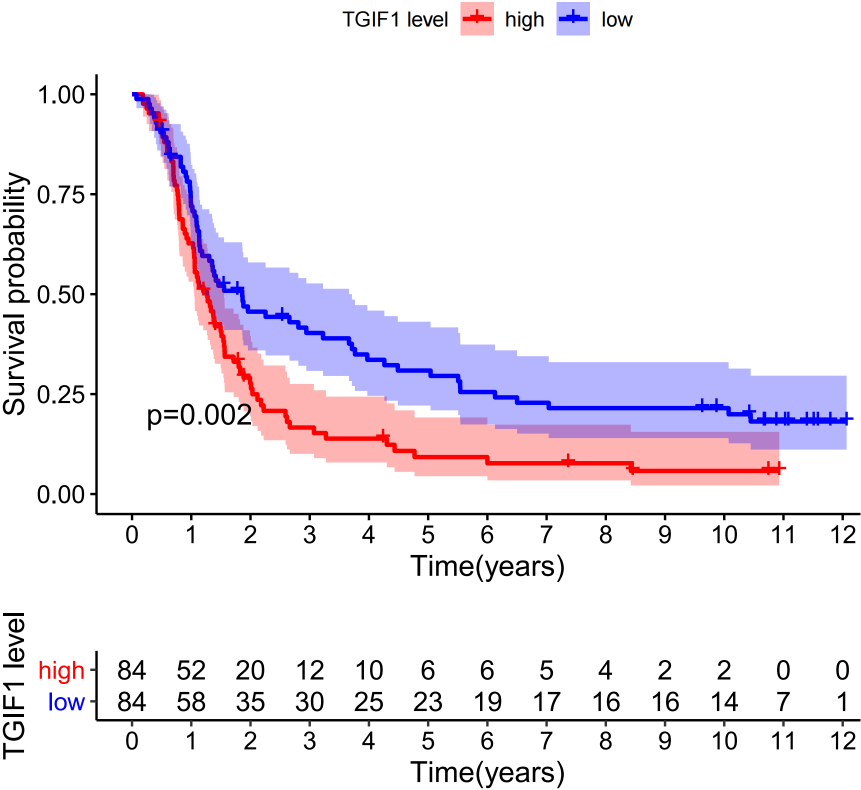 TGIF1 level high low
Survival probability
1.00
0.75
0.50
0.25
0.00
p=0.002
0 1 2 3 4 5 6 7 8 9 10 11 12
Time(years)
TGIF1 level
high 84 52 20 12 10 6 6 5 4 2 2 0 0
low 84 58 35 30 25 23 19 17 16 16 14 7 1
0 1 2 3 4 5 6 7 8 9 10 11 12
Time(years)